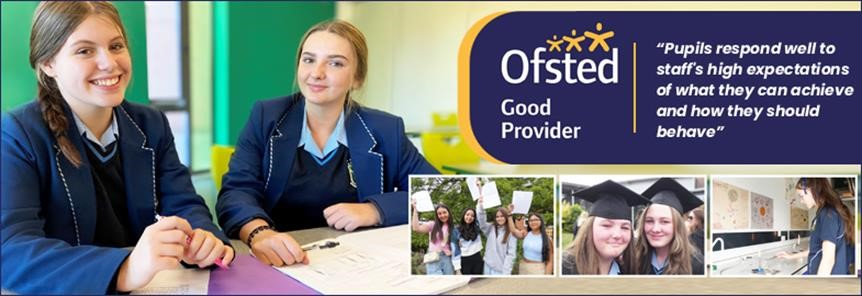 Ofsted
Good
Provider
“Pupils respond well to
staff's high expectations
of what they can achieve
and how they should
behave”